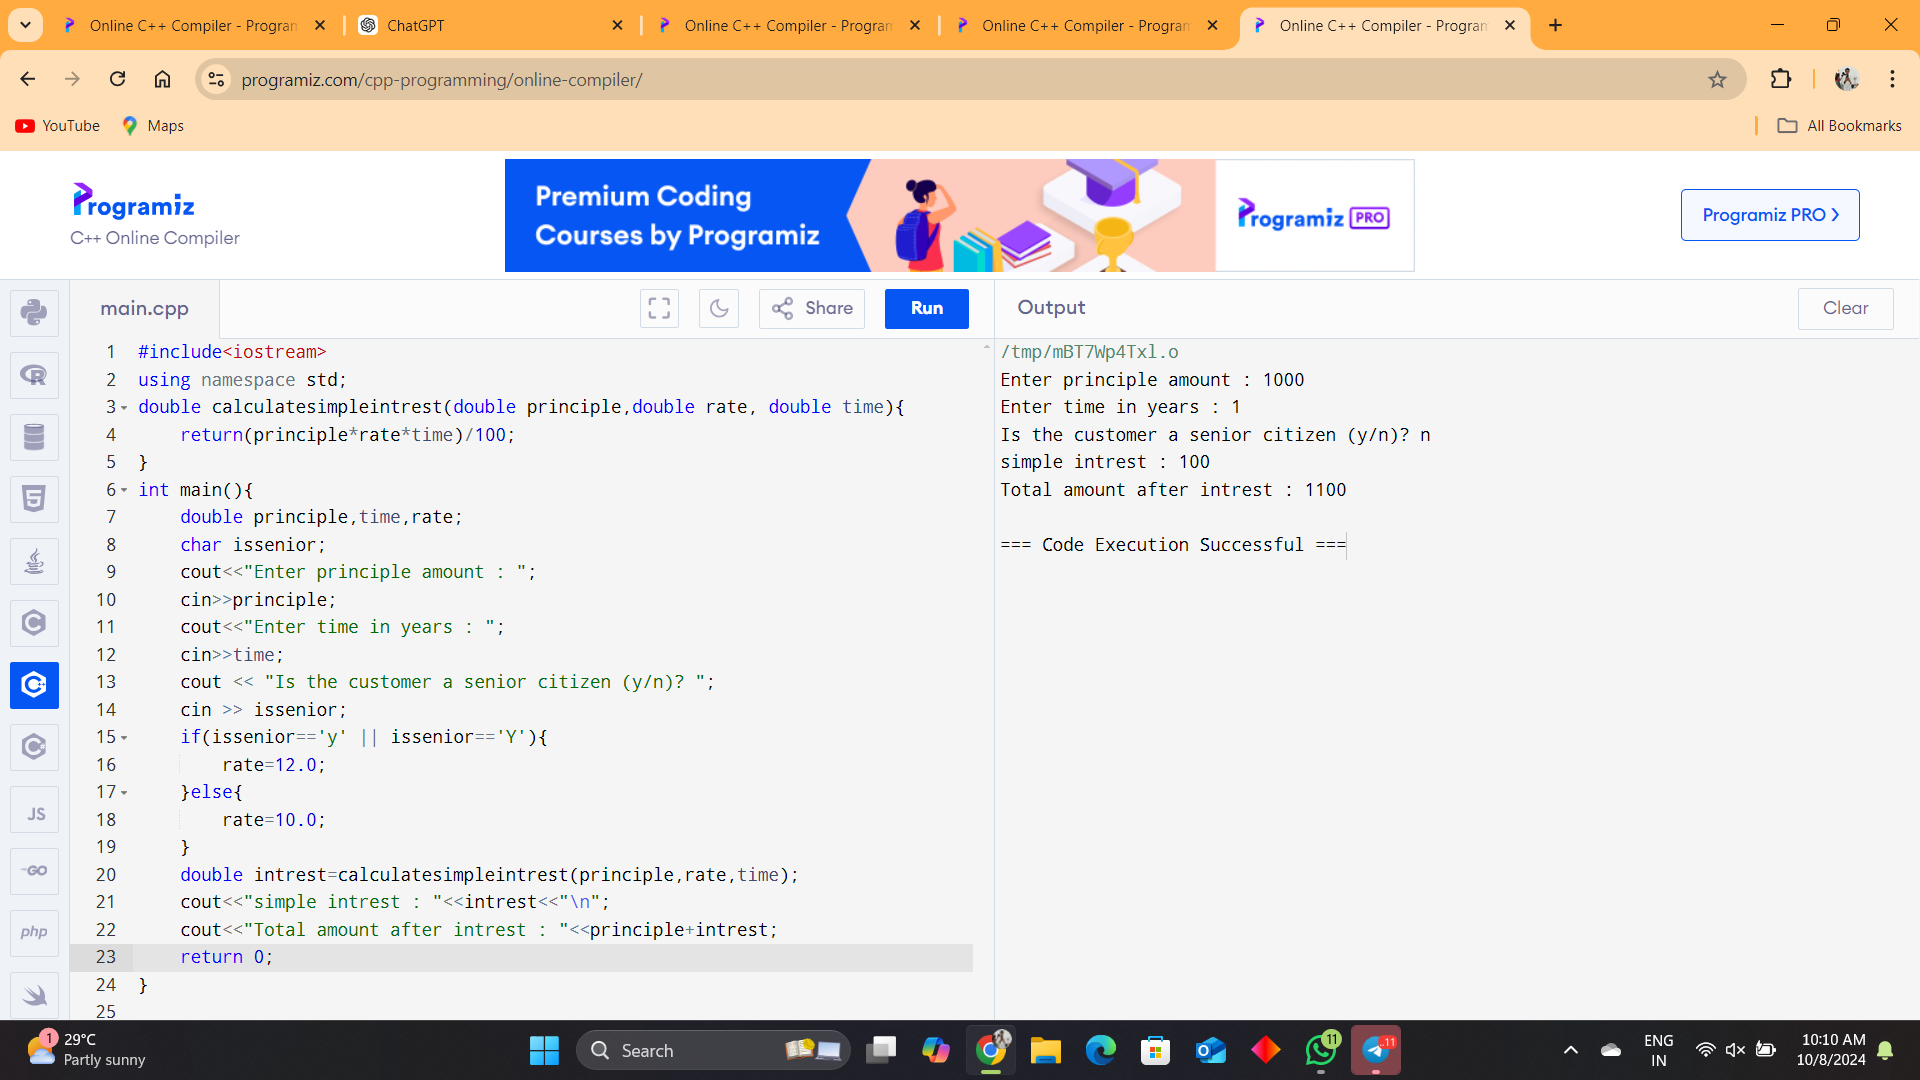 Online C++ Compiler - Program
ChatGPT
Online C++ Compiler - Program
Online C++ Compiler - Program
Online C++ Compiler - Program
programiz.com/cpp-programming/online-compiler/
YouTube
Maps
All Bookmarks
Programiz
C++ Online Compiler
Premium Coding
Courses by Programiz
Programiz PRO
Programiz PRO
main.cpp
Share
Run
Output
Clear
1 #include<iostream>
2 using namespace std;
3 double calculatesimpleintrest(double principle,double rate, double time){
4     return(principle*rate*time)/100;
5 }
6 int main(){
7     double principle,time,rate;
8     char issenior;
9     cout<<"Enter principle amount : ";
10     cin>>principle;
11     cout<<"Enter time in years : ";
12     cin>>time;
13     cout << "Is the customer a senior citizen (y/n)? ";
14     cin >> issenior;
15     if(issenior=='y' || issenior=='Y'){
16         rate=12.0;
17     }else{
18         rate=10.0;
19     }
20     double intrest=calculatesimpleintrest(principle,rate,time);
21     cout<<"simple intrest : "<<intrest<<"\n";
22     cout<<"Total amount after intrest : "<<principle+intrest;
23     return 0;
24 }
25
/tmp/mBT7Wp4Txl.o
Enter principle amount : 1000
Enter time in years : 1
Is the customer a senior citizen (y/n)? n
simple intrest : 100
Total amount after intrest : 1100
=== Code Execution Successful ===
R
5
C
C
C
JS
GO
php
1
29°C
Partly sunny
Search
11
..11
ENG
IN
10:10 AM
10/8/2024